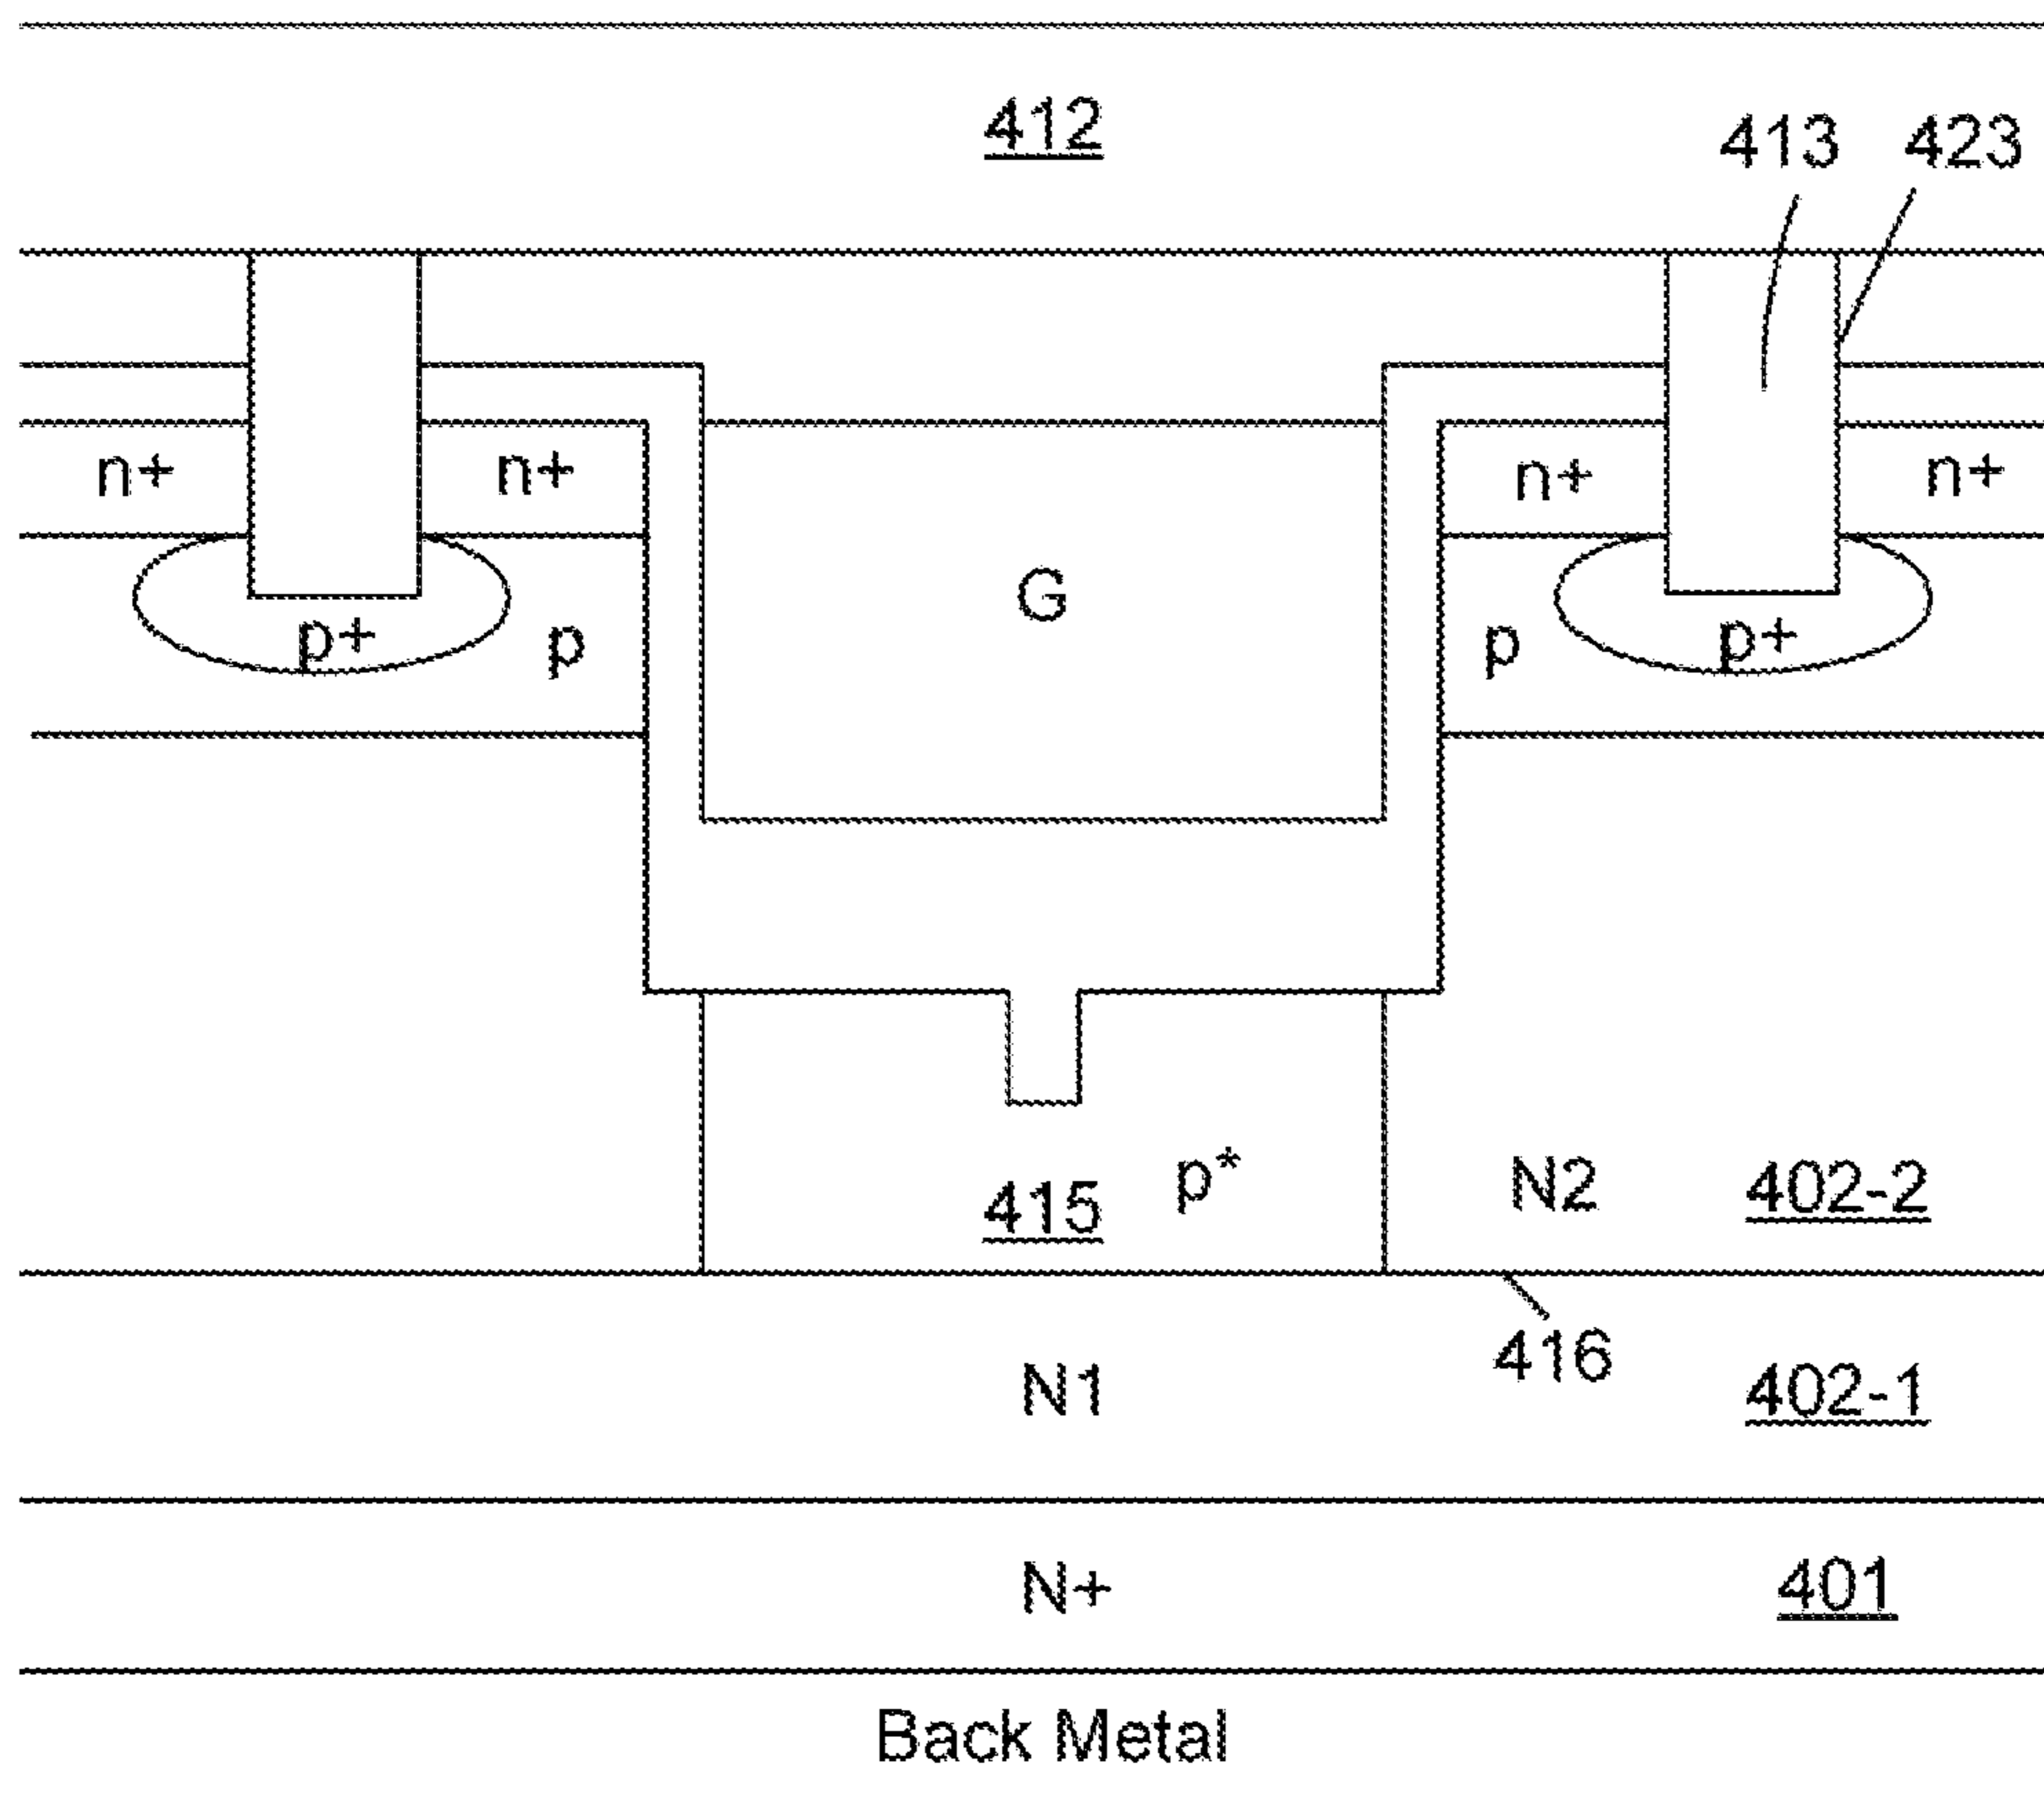 412
413 423
n+ n+ n+ n+
G
p+ p p p+
415 p* N2 402-2
416
N1 402-1
N+ 401
Back Metal